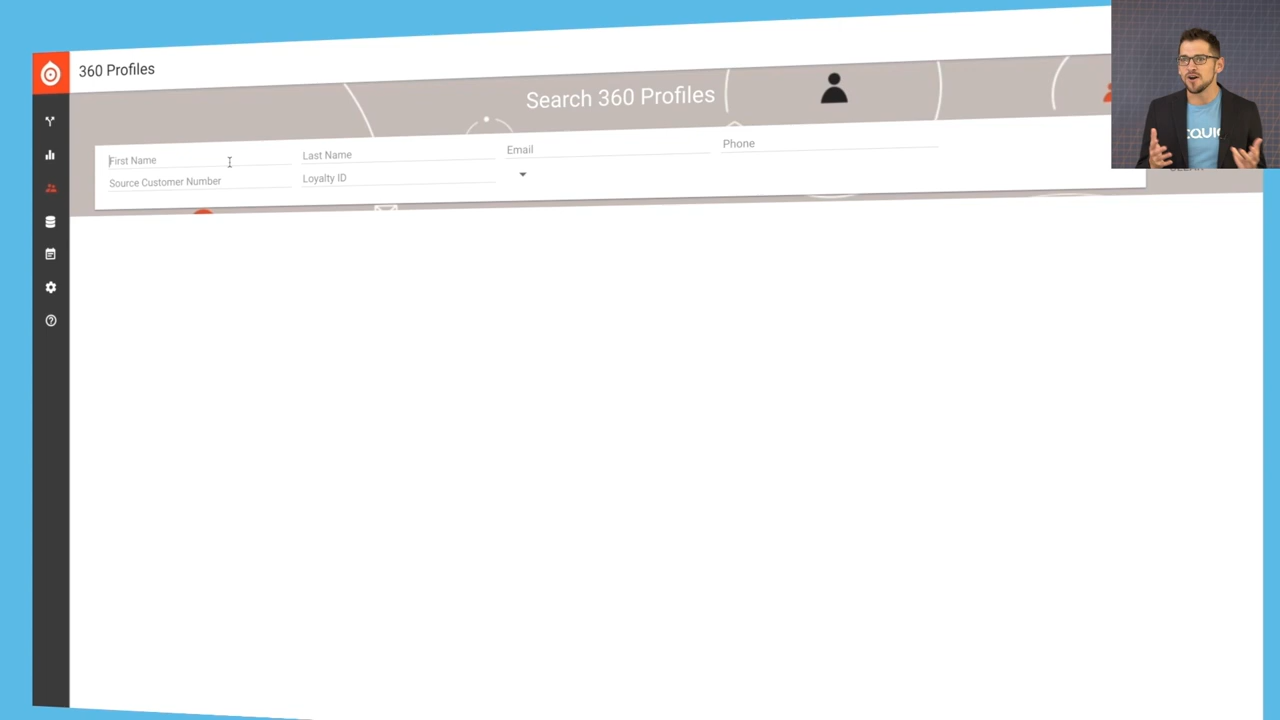 360 Profiles
Search 360 Profiles
First Name
Last Name
Email
Phone
Source Customer Number
Loyalty ID